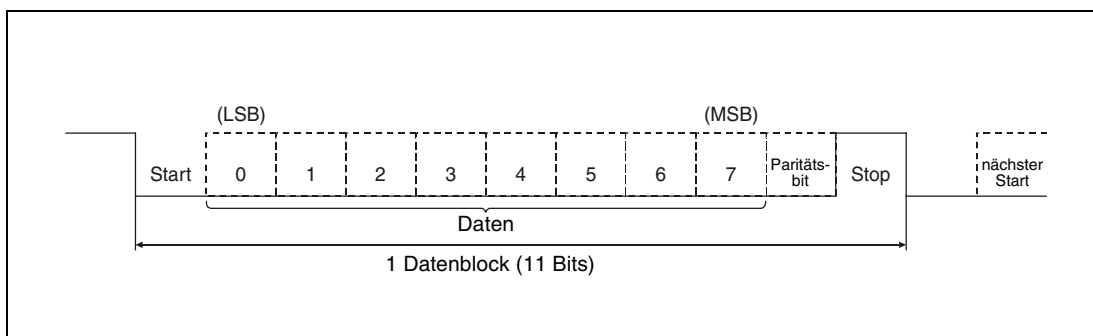 (LSB) (MSB)
Start 0 1 2 3 4 5 6 7 Paritäts-
bit Stop nächster
Start
Daten
1 Datenblock (11 Bits)